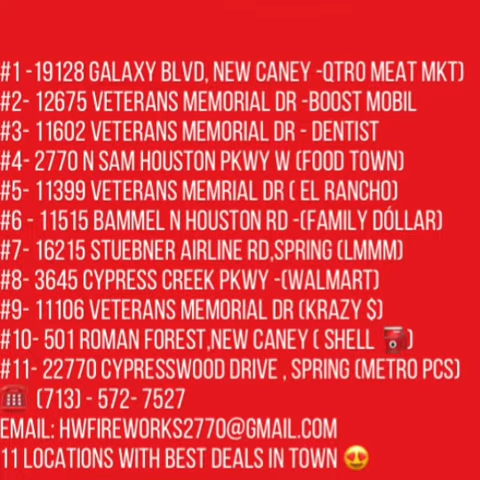 #1 -19128 GALAXY BLVD, NEW CANEY -QTRO MEAT MKT)
#2- 12675 VETERANS MEMORIAL DR -BOOST MOBIL
#3- 11602 VETERANS MEMORIAL DR - DENTIST
#4- 2770 N SAM HOUSTON PKWY W (FOOD TOWN)
#5- 11399 VETERANS MEMRIAL DR ( EL RANCHO)
#6 - 11515 BAMMEL N HOUSTON RD -(FAMILY DÓLLAR)
#7- 16215 STUEBNER AIRLINE RD,SPRING (LMMM)
#8- 3645 CYPRESS CREEK PKWY -(WALMART)
#9- 11106 VETERANS MEMORIAL DR (KRAZY $)
#10- 501 ROMAN FOREST,NEW CANEY ( SHELL ⛽)
#11- 22770 CYPRESSWOOD DRIVE , SPRING (METRO PCS)
☎️ (713) - 572- 7527
EMAIL: HWFIREWORKS2770@GMAIL.COM
11 LOCATIONS WITH BEST DEALS IN TOWN 😍